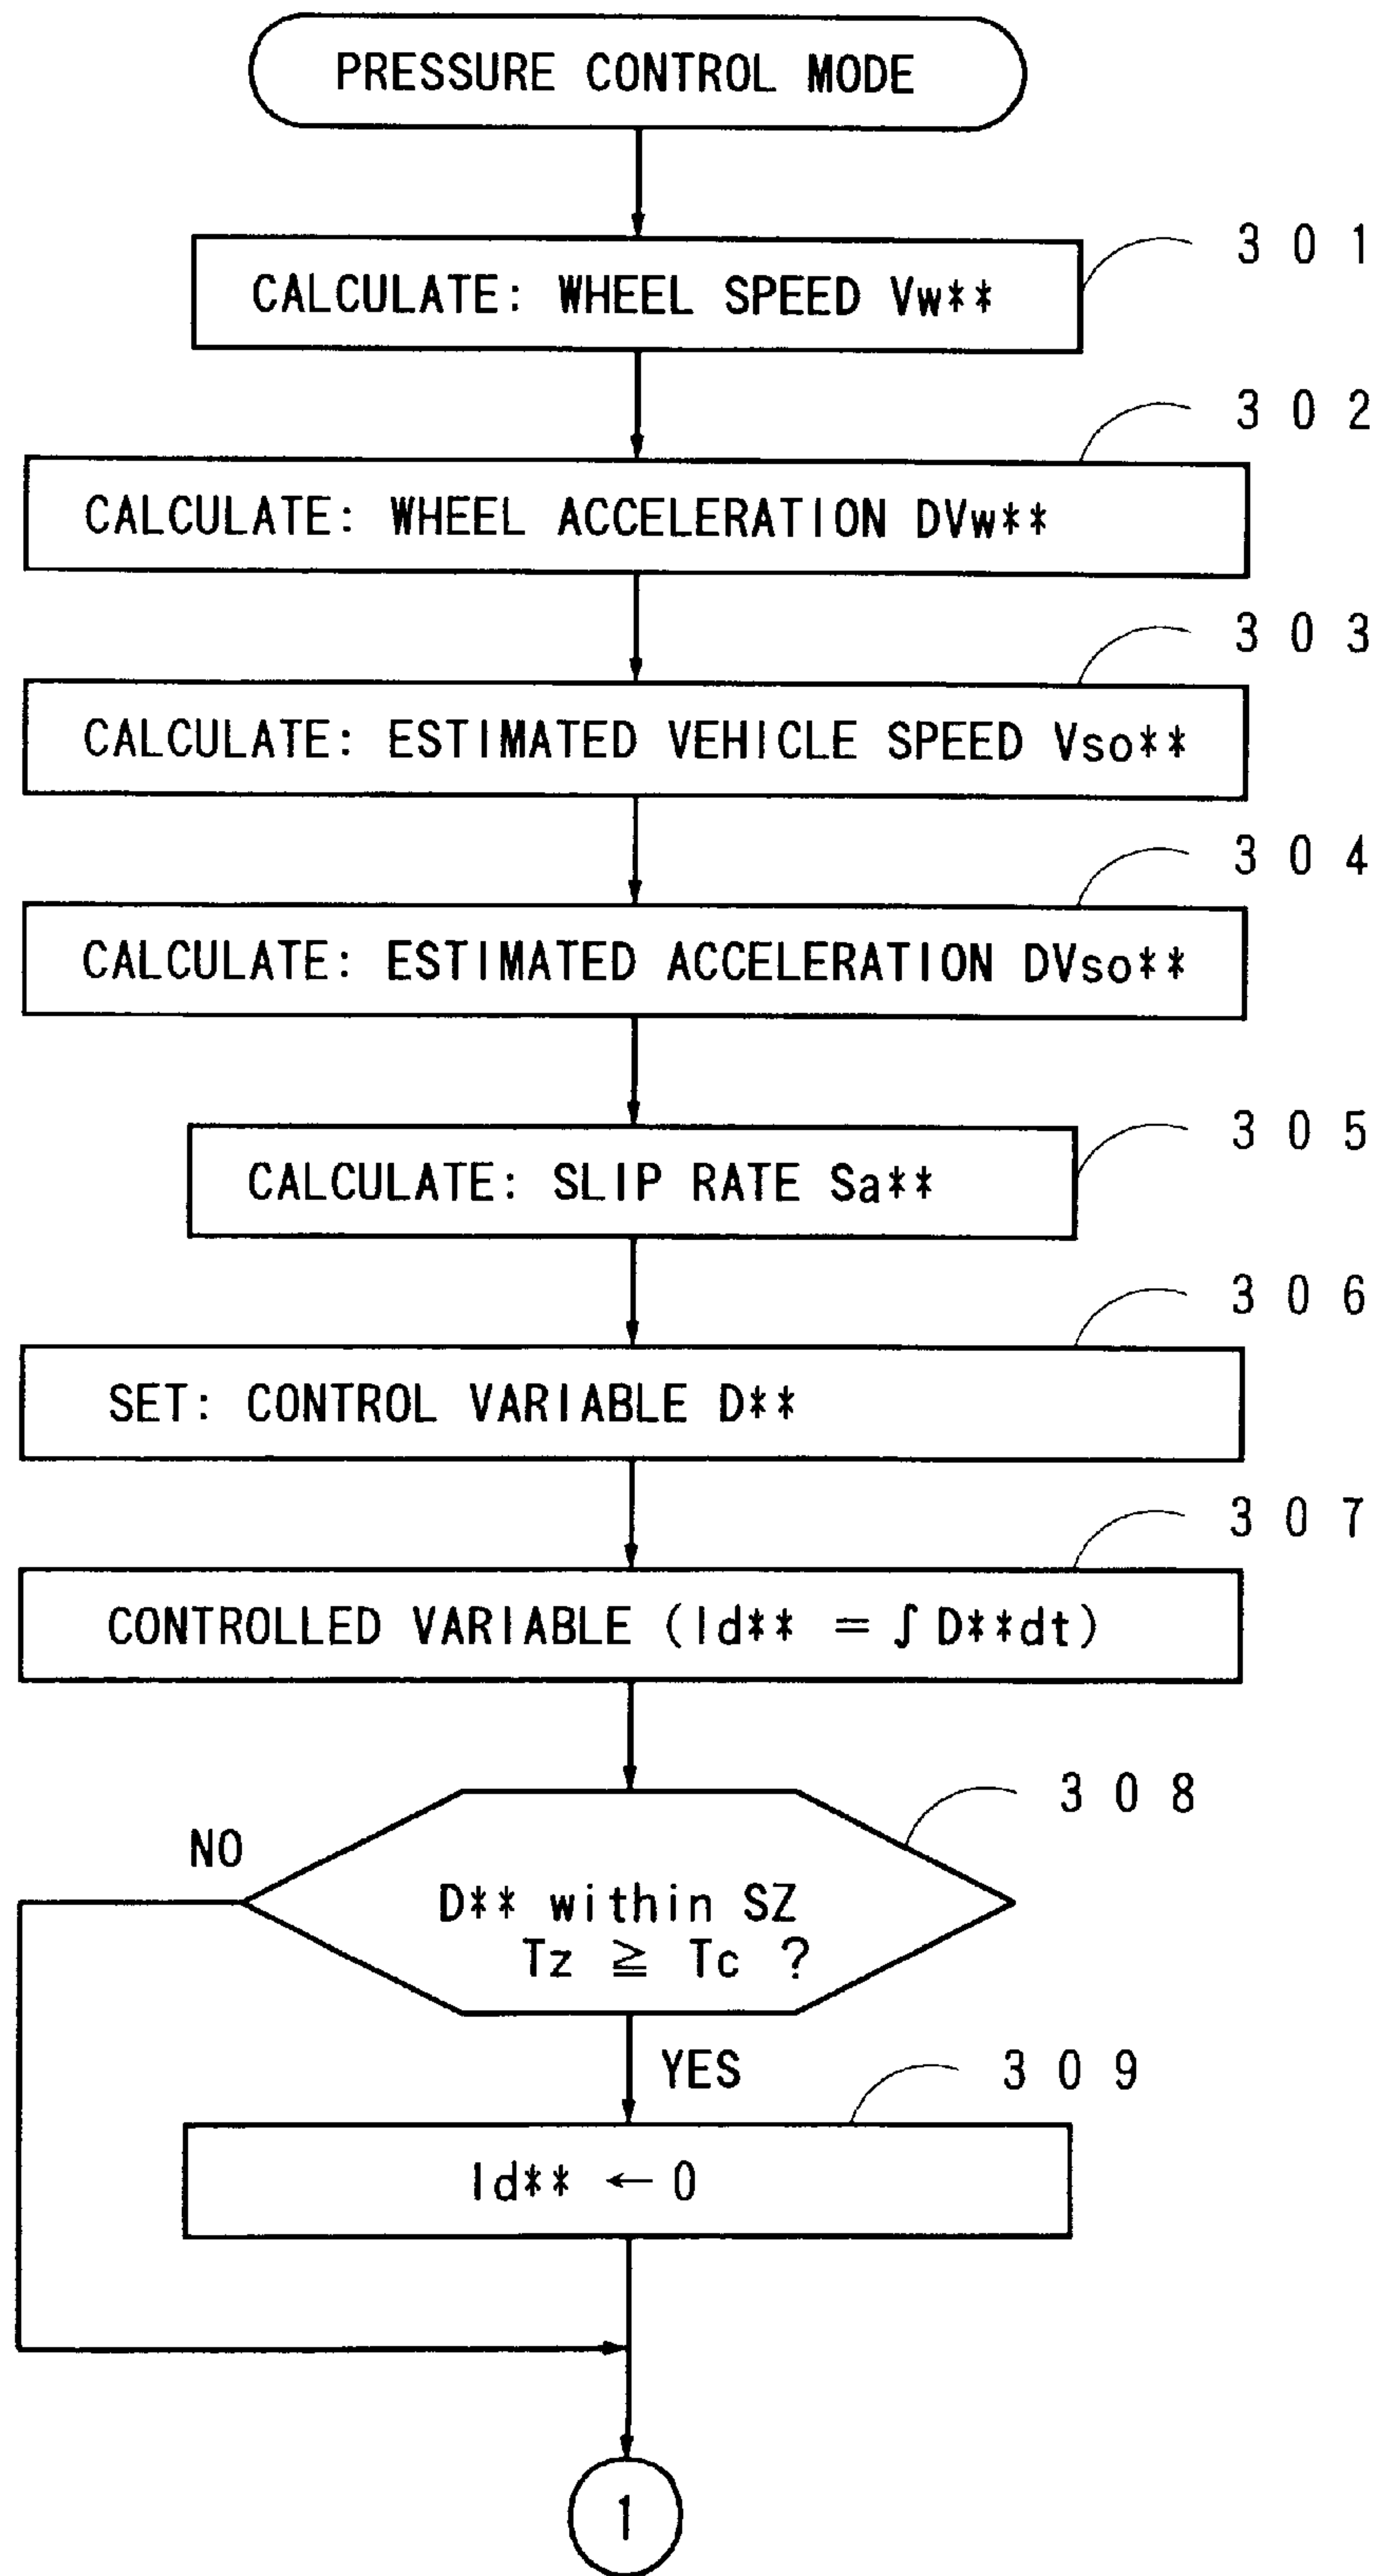 PRESSURE CONTROL MODE
301
CALCULATE: WHEEL SPEED Vw**
302
CALCULATE: WHEEL ACCELERATION DVw**
303
CALCULATE: ESTIMATED VEHICLE SPEED Vso**
304
CALCULATE: ESTIMATED ACCELERATION DVso**
305
CALCULATE: SLIP RATE Sa**
306
SET: CONTROL VARIABLE D**
307
CONTROLLED VARIABLE (Id** = ∫D**dt)
308
NO
D** within SZ
Tz ≧ Tc ?
YES
309
Id** ← 0
1